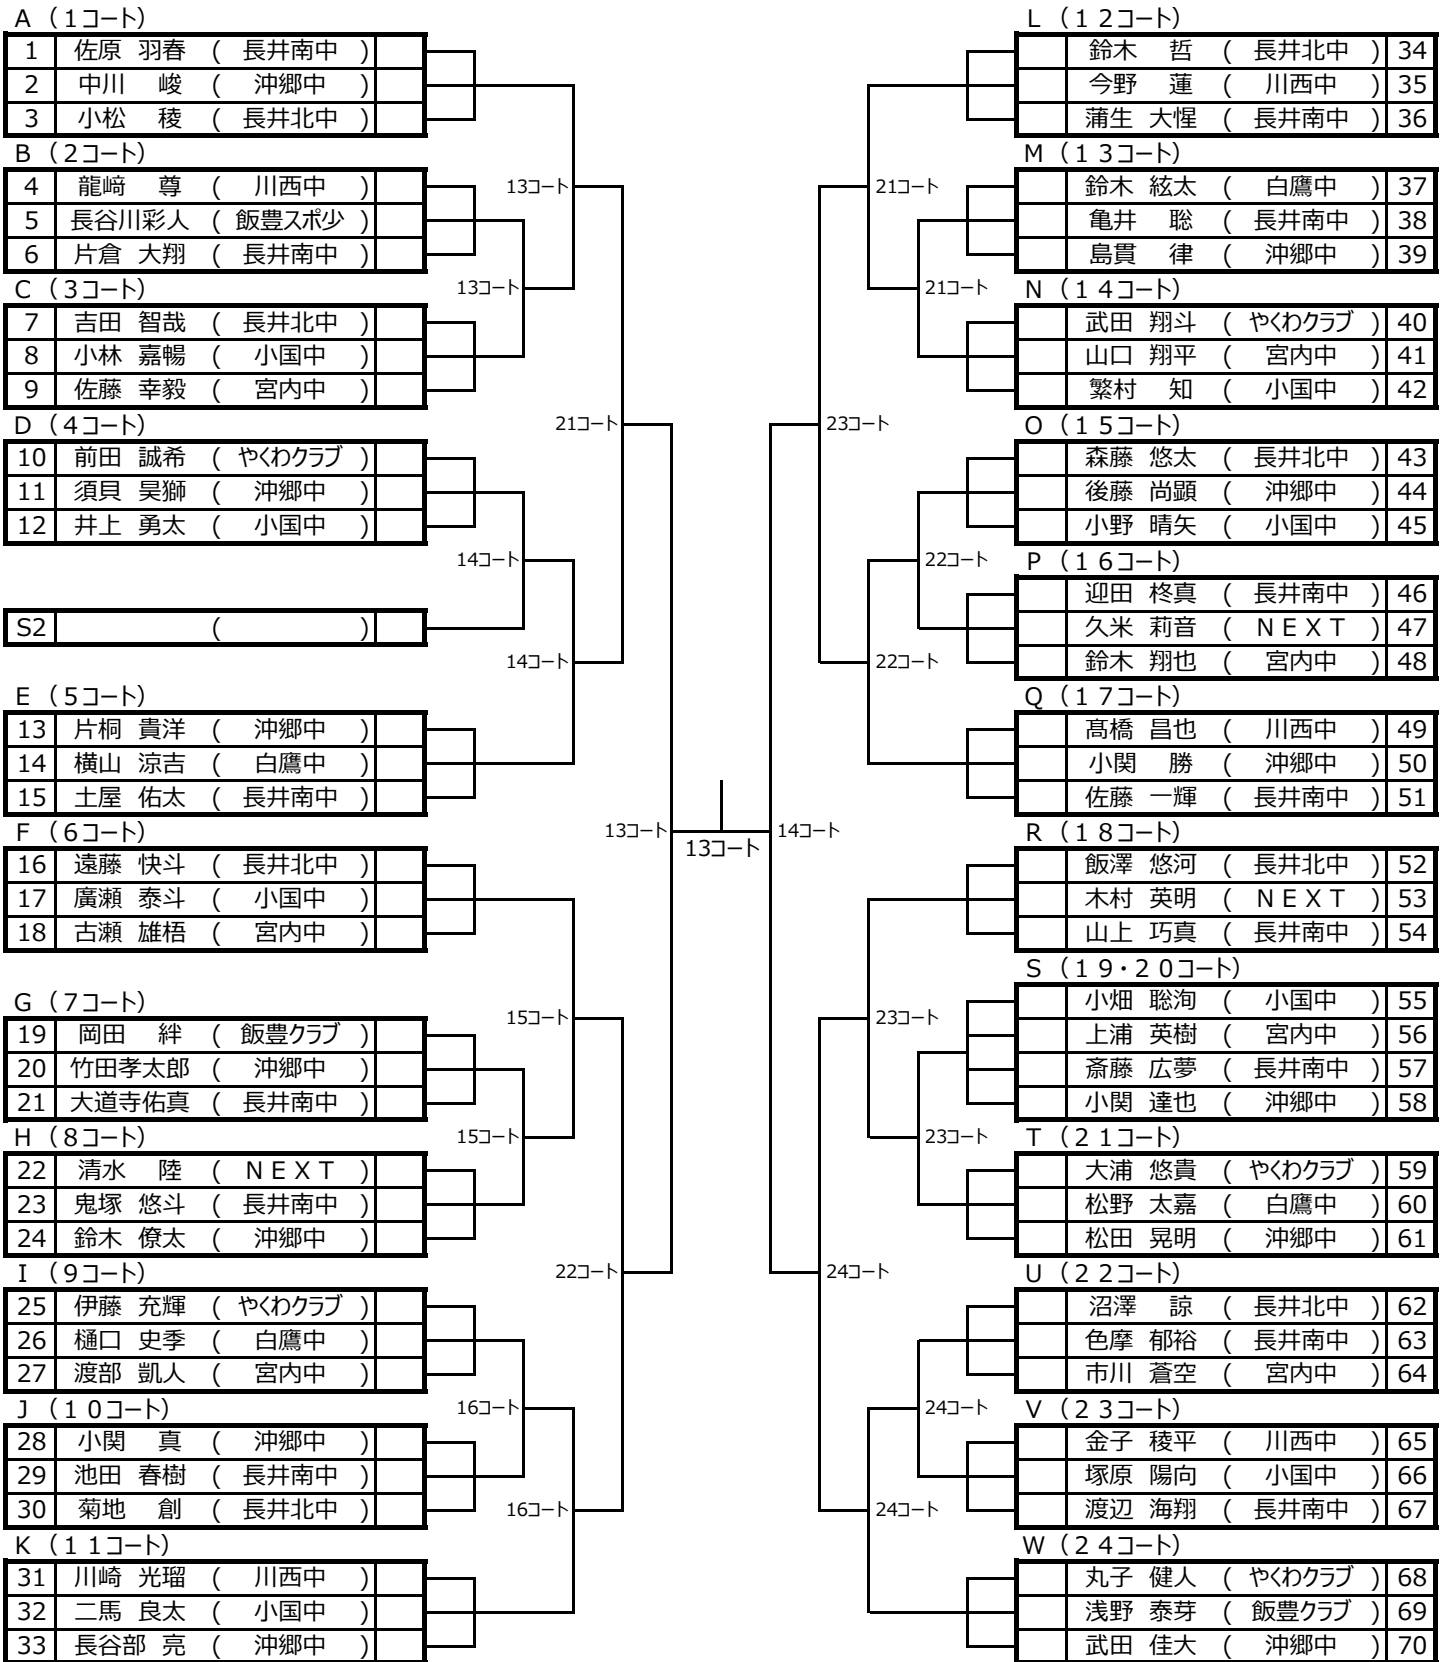 A（1コート）
1 佐原 羽春 ( 長井南中 )
2 中川 峻 ( 沖郷中 )
3 小松 稜 ( 長井北中 )
B（2コート）
4 龍﨑 尊 ( 川西中 )
5 長谷川彩人 ( 飯豊スポ少 )
6 片倉 大翔 ( 長井南中 )
C（3コート）
7 吉田 智哉 ( 長井北中 )
8 小林 嘉暢 ( 小国中 )
9 佐藤 幸毅 ( 宮内中 )
D（4コート）
10 前田 誠希 ( やくわクラブ )
11 須貝 昊獅 ( 沖郷中 )
12 井上 勇太 ( 小国中 )
S2 ( )
E（5コート）
13 片桐 貴洋 ( 沖郷中 )
14 横山 涼吉 ( 白鷹中 )
15 土屋 佑太 ( 長井南中 )
F（6コート）
16 遠藤 快斗 ( 長井北中 )
17 廣瀬 泰斗 ( 小国中 )
18 古瀬 雄梧 ( 宮内中 )
G（7コート）
19 岡田 絆 ( 飯豊クラブ )
20 竹田孝太郎 ( 沖郷中 )
21 大道寺佑真 ( 長井南中 )
H（8コート）
22 清水 陸 ( ＮＥＸＴ )
23 鬼塚 悠斗 ( 長井南中 )
24 鈴木 僚太 ( 沖郷中 )
I（9コート）
25 伊藤 充輝 ( やくわクラブ )
26 樋口 史季 ( 白鷹中 )
27 渡部 凱人 ( 宮内中 )
J（１０コート）
28 小関 真 ( 沖郷中 )
29 池田 春樹 ( 長井南中 )
30 菊地 創 ( 長井北中 )
K（１１コート）
31 川崎 光瑠 ( 川西中 )
32 二馬 良太 ( 小国中 )
33 長谷部 亮 ( 沖郷中 )
13コート
13コート
21コート
14コート
14コート
13コート
15コート
15コート
22コート
16コート
16コート
13コート
14コート
21コート
21コート
23コート
22コート
22コート
23コート
23コート
24コート
24コート
24コート
L（１２コート）
鈴木 哲 ( 長井北中 ) 34
今野 蓮 ( 川西中 ) 35
蒲生 大惺 ( 長井南中 ) 36
M（１３コート）
鈴木 絃太 ( 白鷹中 ) 37
亀井 聡 ( 長井南中 ) 38
島貫 律 ( 沖郷中 ) 39
N（１４コート）
武田 翔斗 ( やくわクラブ ) 40
山口 翔平 ( 宮内中 ) 41
繁村 知 ( 小国中 ) 42
O（１５コート）
森藤 悠太 ( 長井北中 ) 43
後藤 尚顕 ( 沖郷中 ) 44
小野 晴矢 ( 小国中 ) 45
P（１６コート）
迎田 柊真 ( 長井南中 ) 46
久米 莉音 ( ＮＥＸＴ ) 47
鈴木 翔也 ( 宮内中 ) 48
Q（１７コート）
髙橋 昌也 ( 川西中 ) 49
小関 勝 ( 沖郷中 ) 50
佐藤 一輝 ( 長井南中 ) 51
R（１８コート）
飯澤 悠河 ( 長井北中 ) 52
木村 英明 ( ＮＥＸＴ ) 53
山上 巧真 ( 長井南中 ) 54
S（１９・２０コート）
小畑 聡洵 ( 小国中 ) 55
上浦 英樹 ( 宮内中 ) 56
斎藤 広夢 ( 長井南中 ) 57
小関 達也 ( 沖郷中 ) 58
T（２１コート）
大浦 悠貴 ( やくわクラブ ) 59
松野 太嘉 ( 白鷹中 ) 60
松田 晃明 ( 沖郷中 ) 61
U（２２コート）
沼澤 諒 ( 長井北中 ) 62
色摩 郁裕 ( 長井南中 ) 63
市川 蒼空 ( 宮内中 ) 64
V（２３コート）
金子 稜平 ( 川西中 ) 65
塚原 陽向 ( 小国中 ) 66
渡辺 海翔 ( 長井南中 ) 67
W（２４コート）
丸子 健人 ( やくわクラブ ) 68
浅野 泰芽 ( 飯豊クラブ ) 69
武田 佳大 ( 沖郷中 ) 70